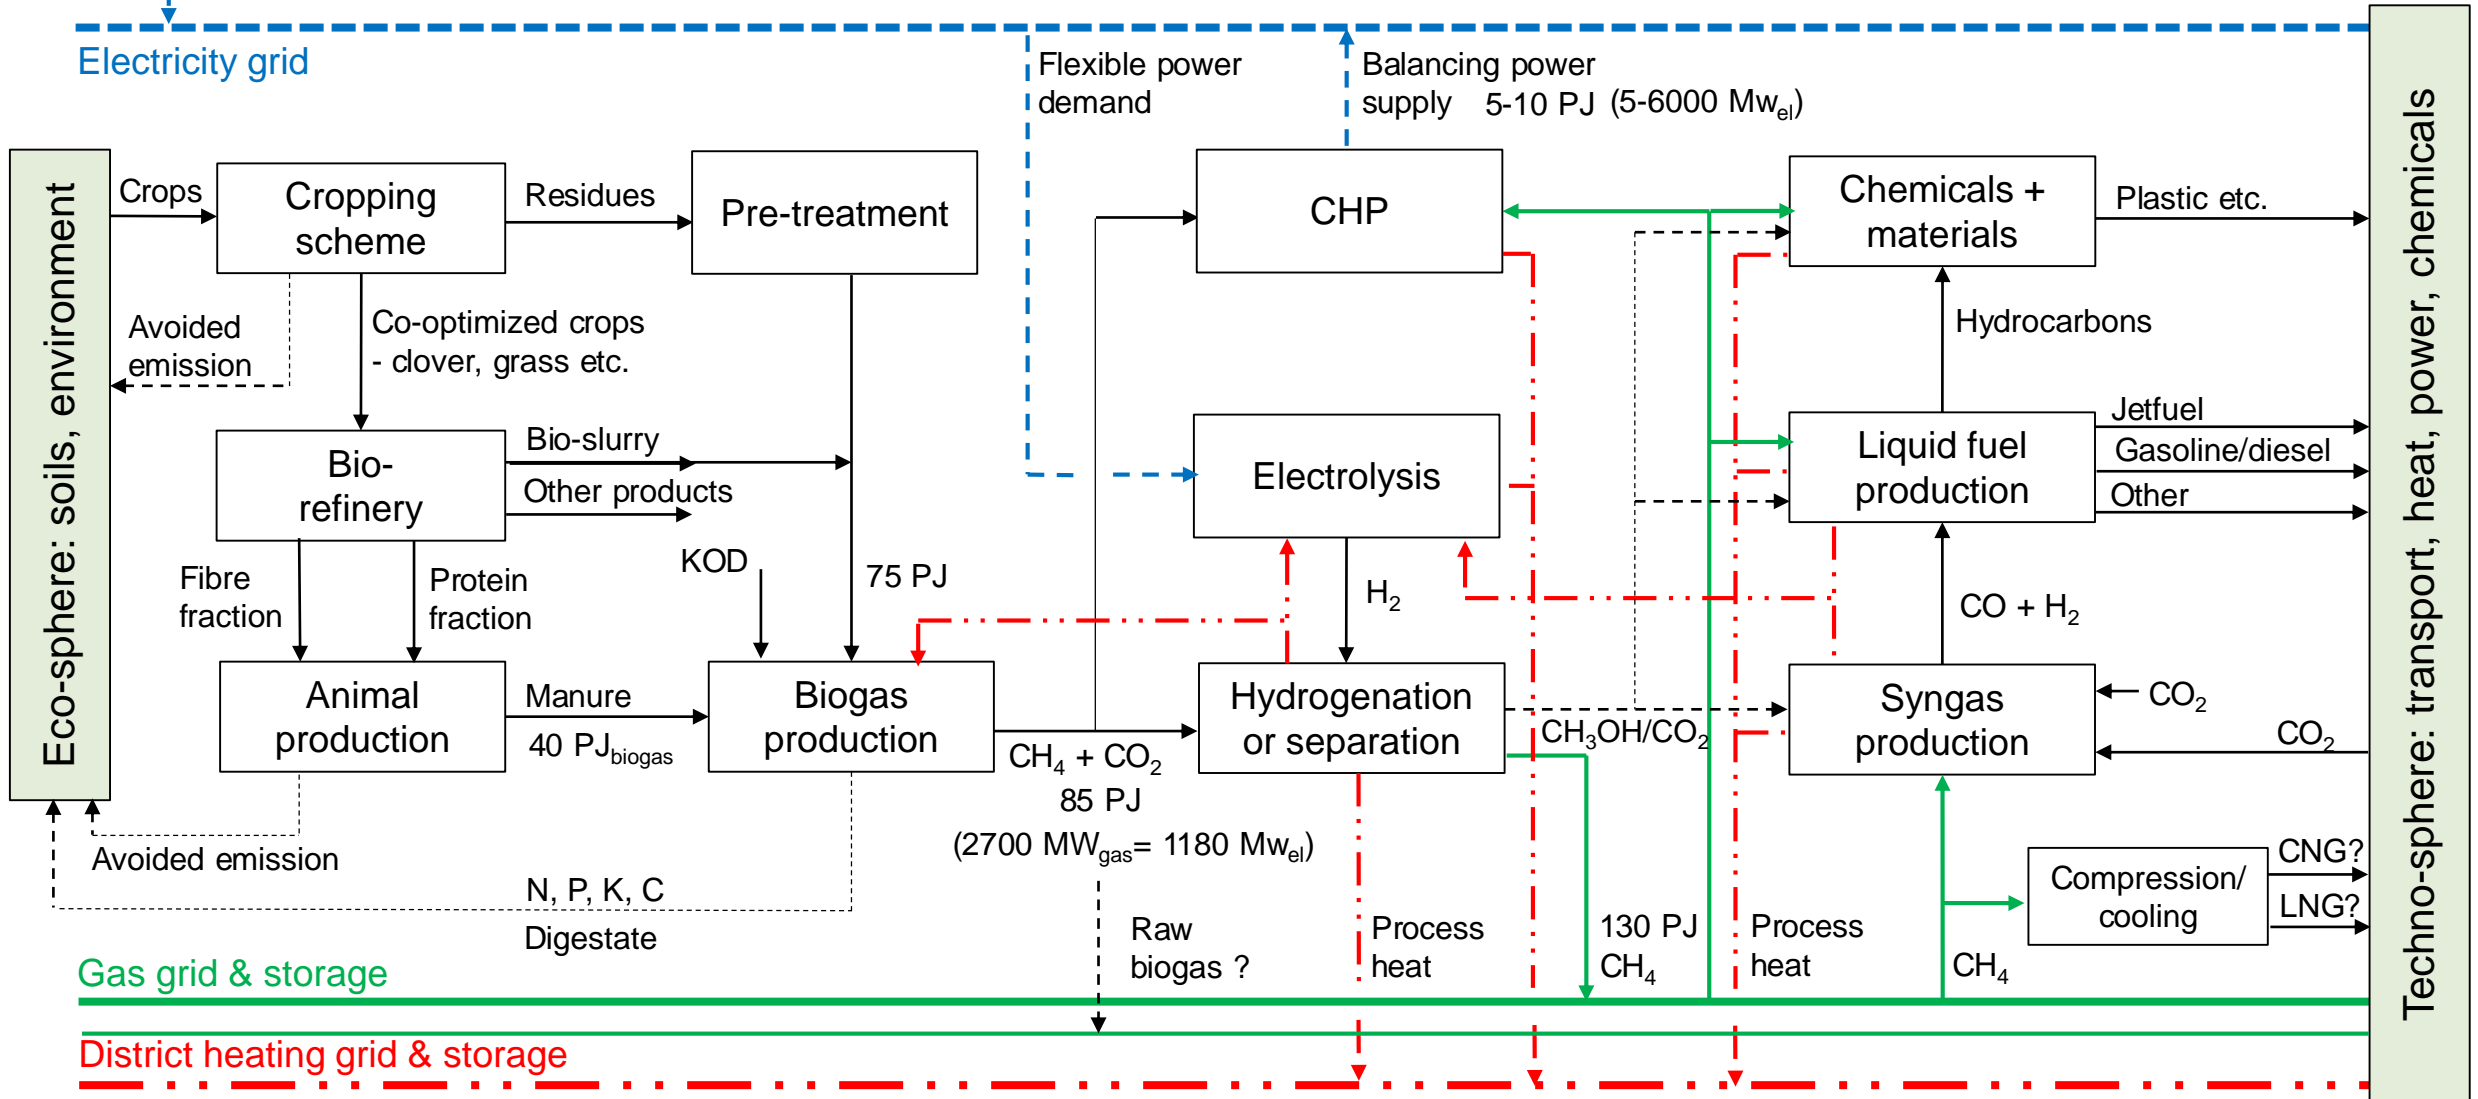 Electricity grid
Flexible power
demand
Balancing power
supply 5-10 PJ (5-6000 Mw_el)
Eco-sphere: soils, environment
Crops
Cropping
scheme
Residues
Pre-treatment
CHP
Chemicals +
materials
Plastic etc.
Techno-sphere: transport, heat, power, chemicals
Avoided
emission
Co-optimized crops
- clover, grass etc.
Hydrocarbons
Bio-
refinery
Bio-slurry
Other products
Electrolysis
Liquid fuel
production
Jetfuel
Gasoline/diesel
Other
Fibre
fraction
Protein
fraction
KOD
75 PJ
H₂
CO + H₂
Animal
production
Manure
40 PJ_biogas
Biogas
production
CH₄ + CO₂
85 PJ
(2700 MW_gas= 1180 Mw_el)
Hydrogenation
or separation
CH₃OH/CO₂
Syngas
production
CO₂
CO₂
Avoided emission
N, P, K, C
Digestate
Raw
biogas ?
Process
heat
130 PJ
CH₄
Process
heat
CH₄
Compression/
cooling
CNG?
LNG?
Gas grid & storage
District heating grid & storage